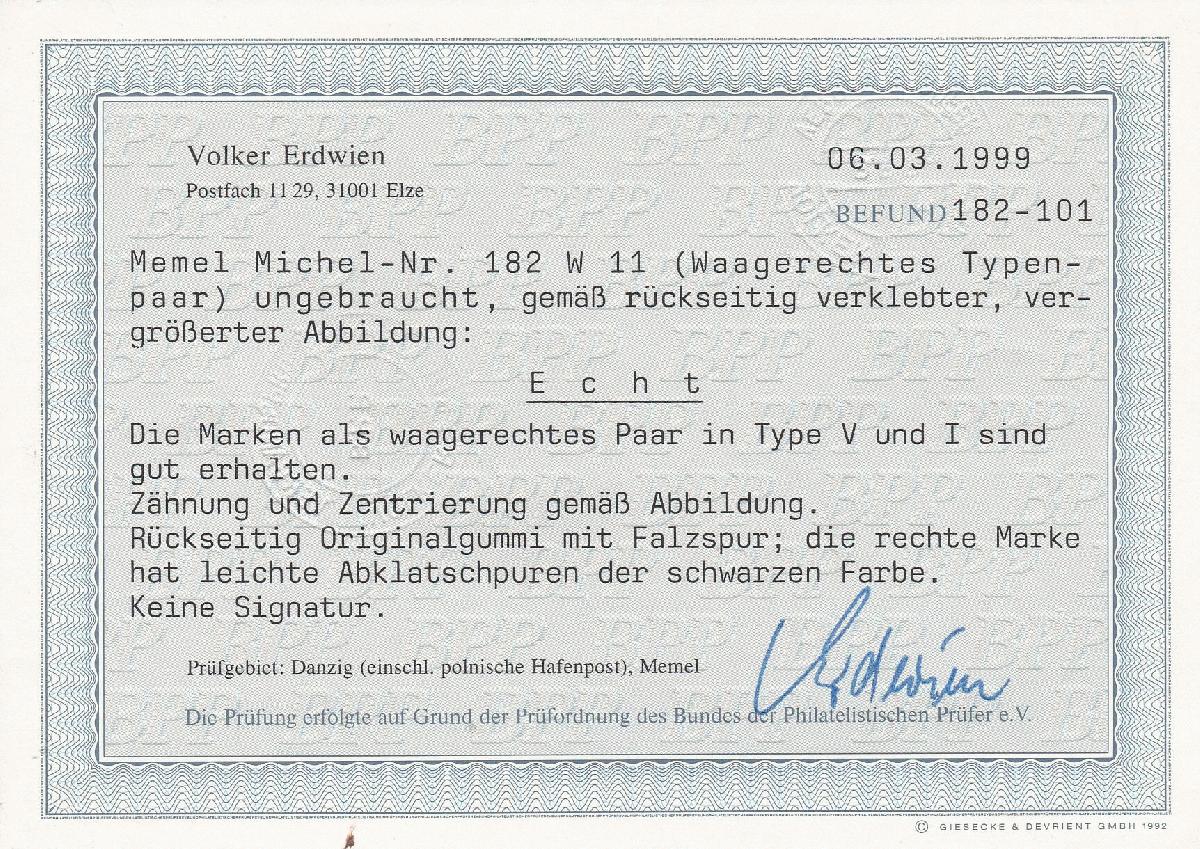 Volker Erdwien
Postfach 11 29, 31001 Elze
06.03.1999
BEFUND 182-101
Memel Michel-Nr. 182 W 11 (Waagerechtes Typen-
paar) ungebraucht, gemäß rückseitig verklebter, ver-
größerter Abbildung:
E c h t
Die Marken als waagerechtes Paar in Type V und I sind
gut erhalten.
Zähnung und Zentrierung gemäß Abbildung.
Rückseitig Originalgummi mit Falzspur; die rechte Marke
hat leichte Abklatschpuren der schwarzen Farbe.
Keine Signatur.
Prüfgebiet: Danzig (einschl. polnische Hafenpost), Memel
Erdwien
Die Prüfung erfolgte auf Grund der Prüfordnung des Bundes der Philatelistischen Prüfer e.V.
© GIESECKE & DEVRIENT GMBH 1992
BPP